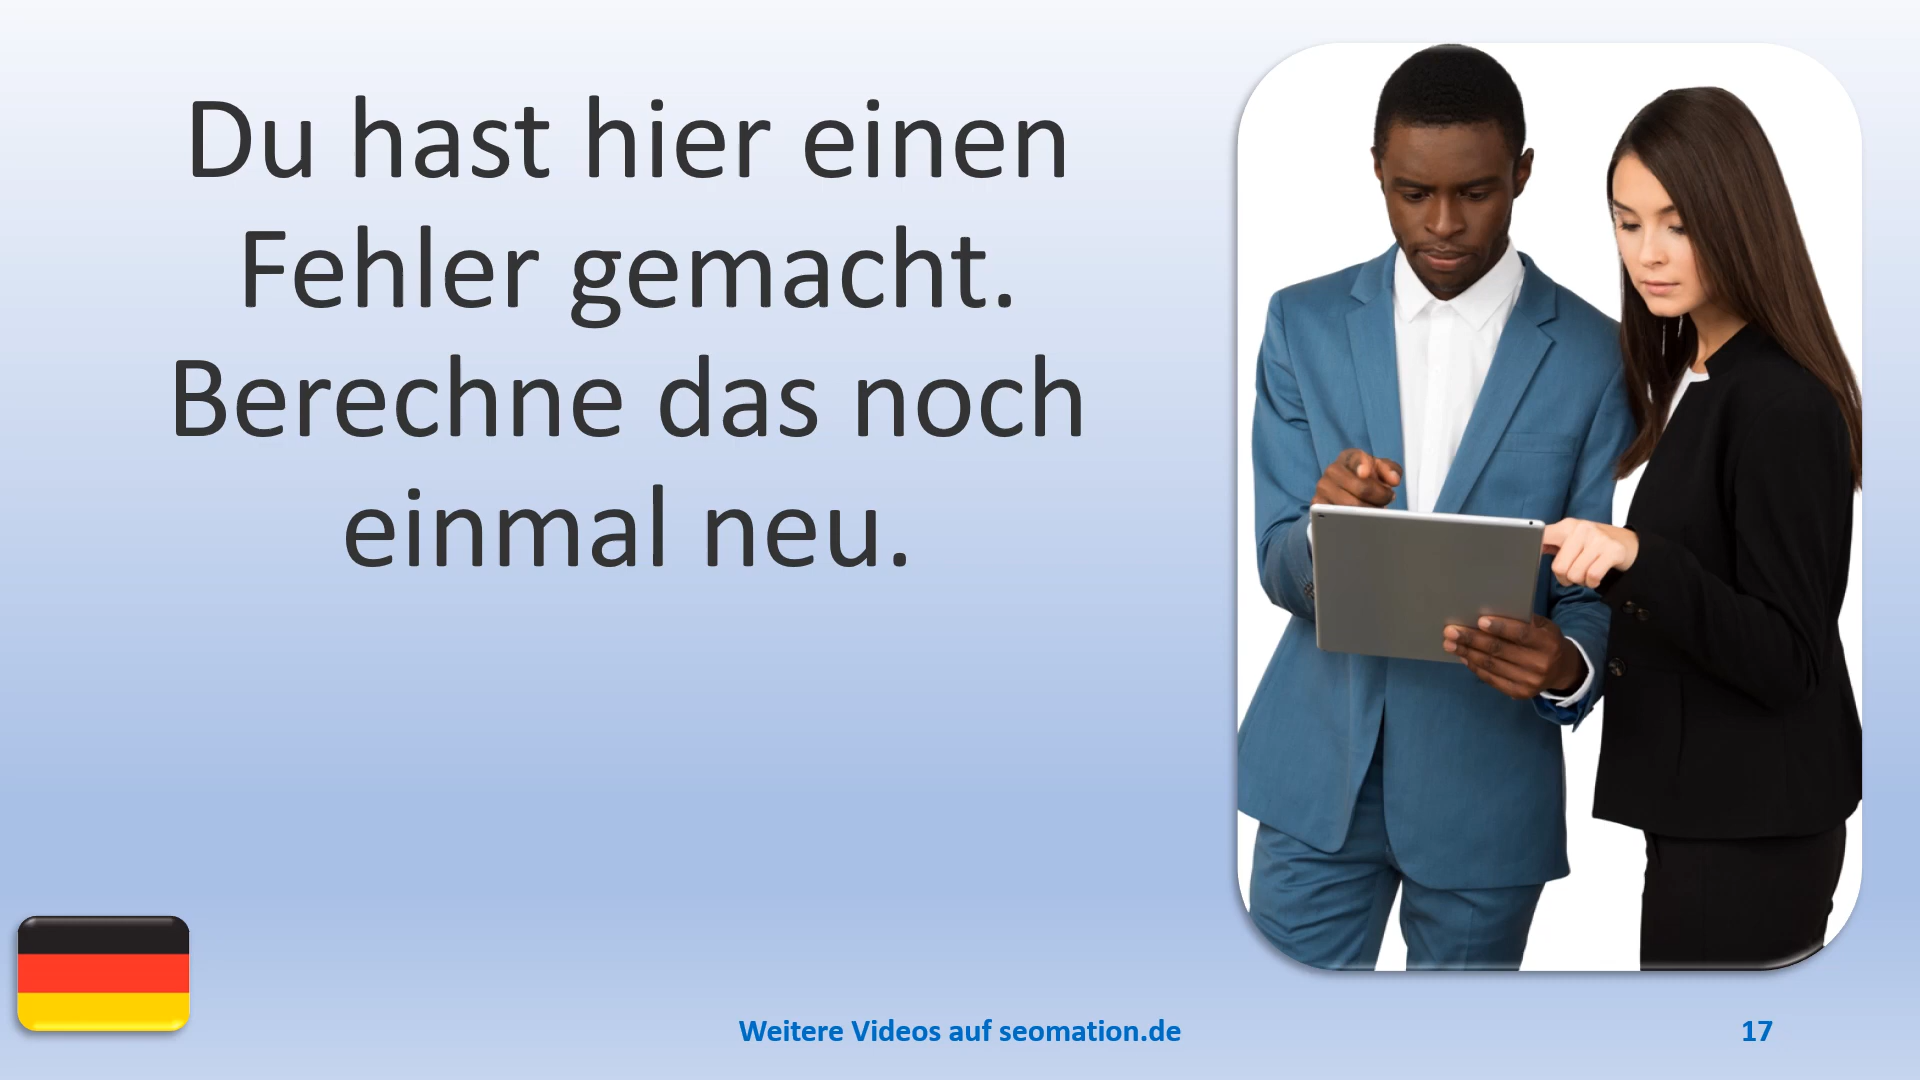 Du hast hier einen
Fehler gemacht.
Berechne das noch
einmal neu.
Weitere Videos auf seomation.de
17